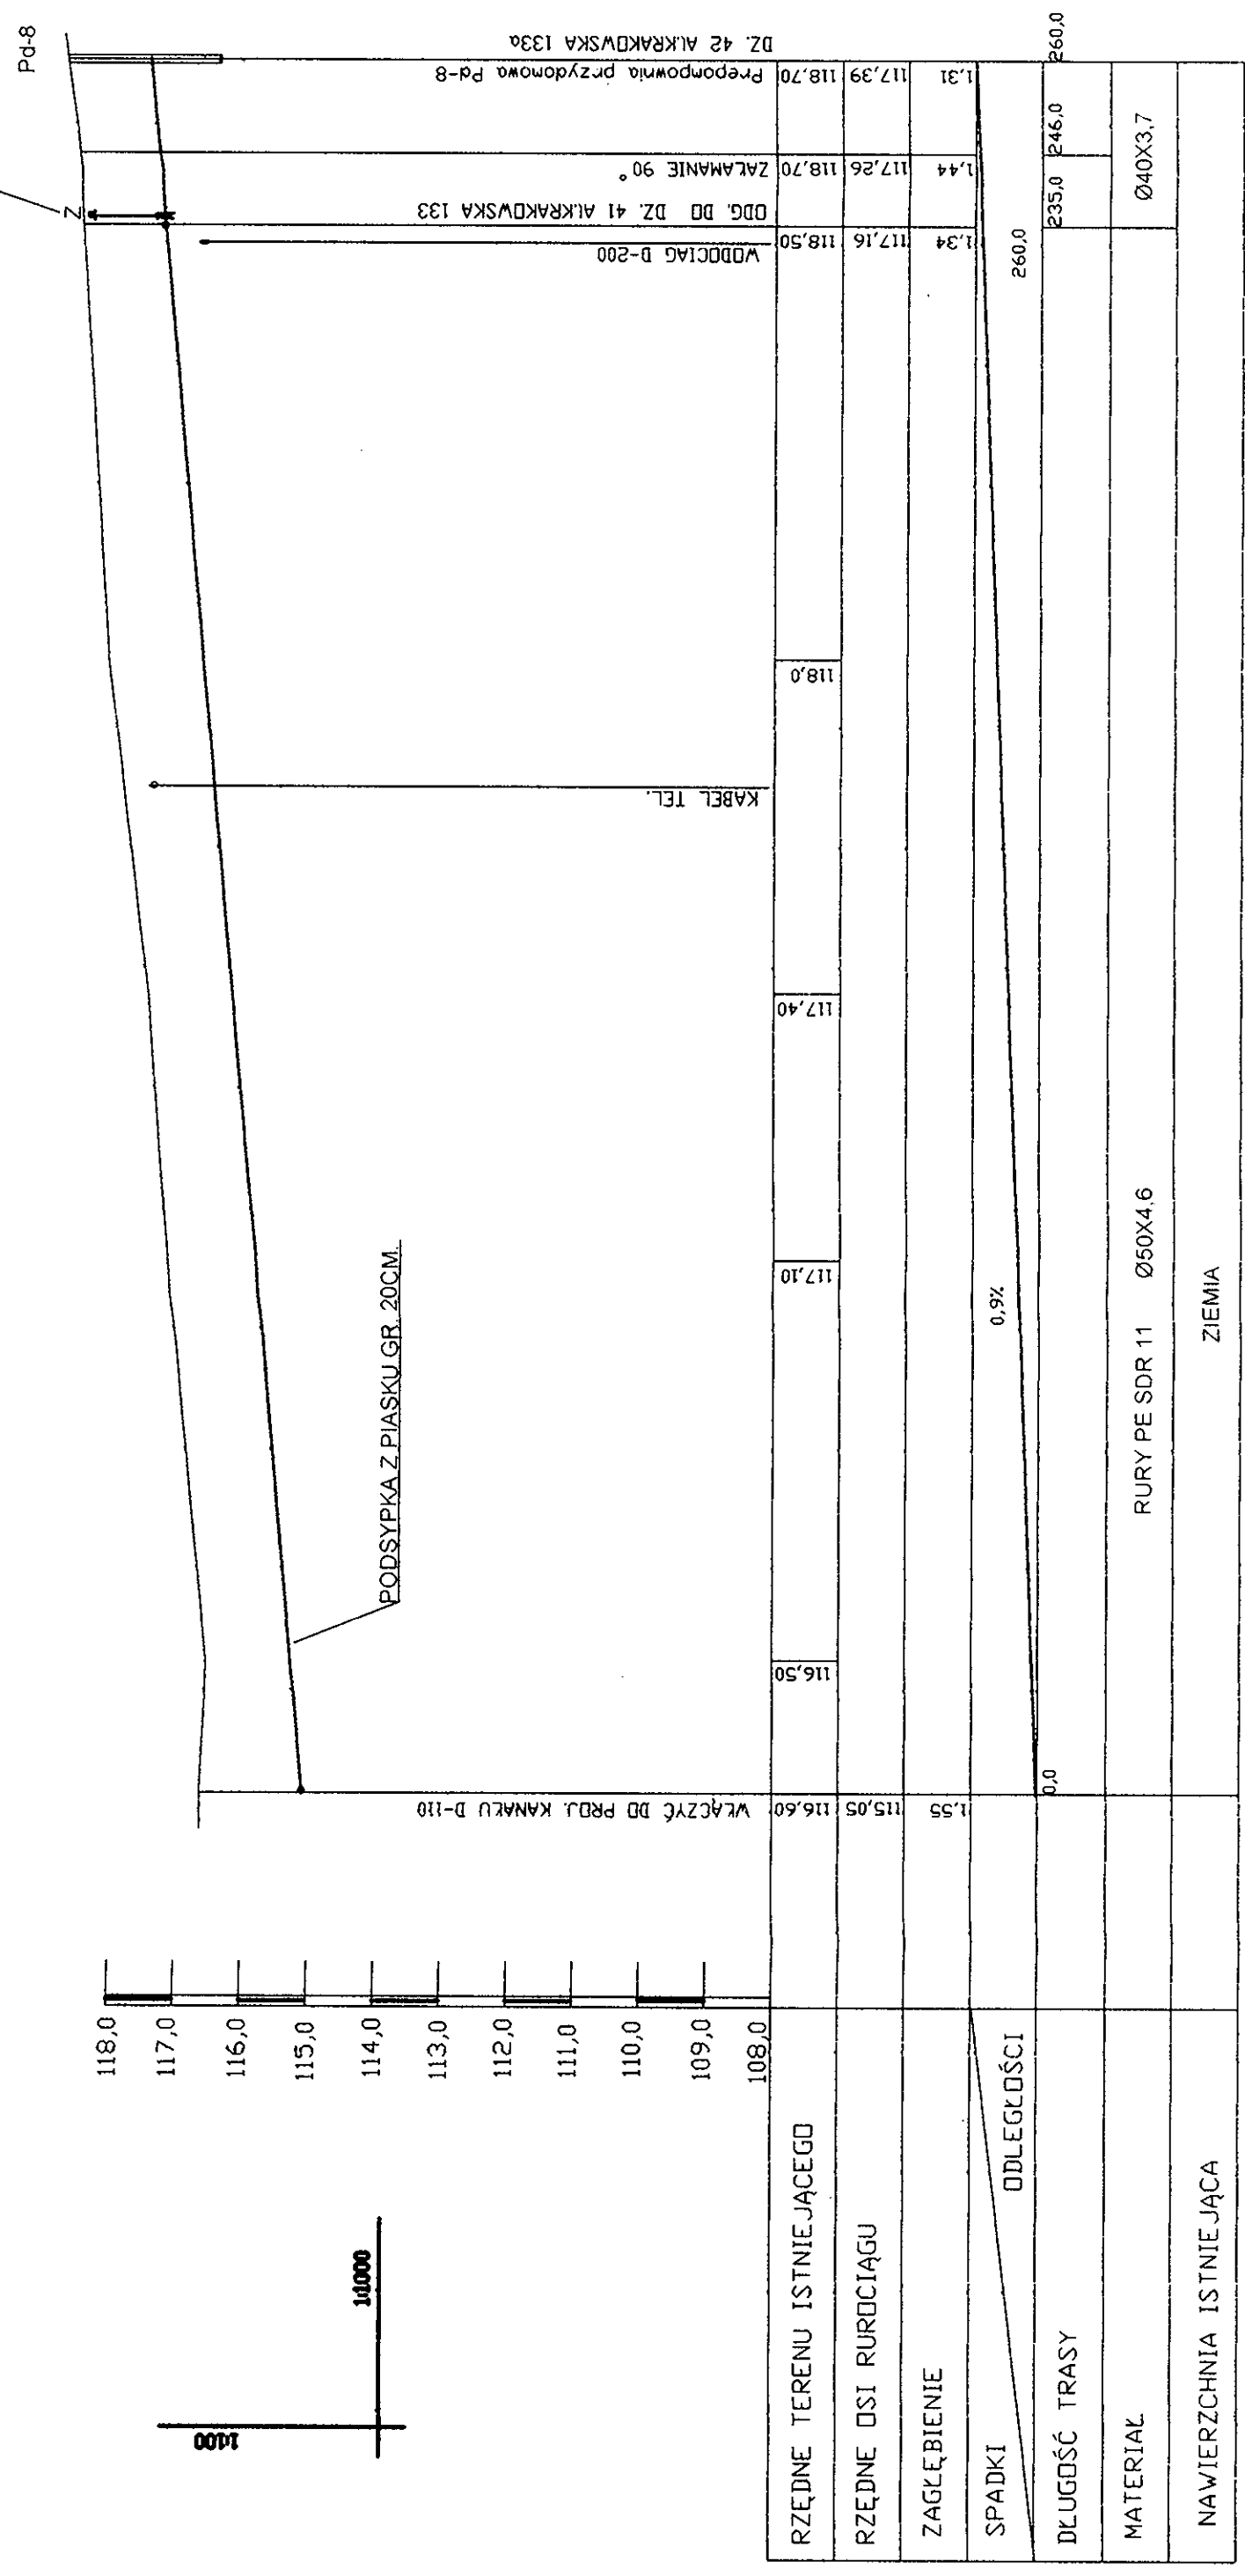 Pd-8
Z
118,0
117,0
116,0
115,0
114,0
113,0
112,0
111,0
110,0
109,0
108,0
1:100
1:1000
PODSYPKA Z PIASKU GR. 20CM.
WŁĄCZYĆ DO PROJ. KANAŁU D-110
KABEL TEL.
WODOCIĄG D-200
ODG. DO DZ. 41 Al.KRAKOWSKA 133
ZAŁAMANIE 90°
Prepompownia przydomowa Pd-8
DZ. 42 Al.KRAKOWSKA 133a
RZĘDNE TERENU ISTNIEJĄCEGO
116,60 116,50 117,10 117,40 118,0 118,50 118,70 118,70
RZĘDNE OSI RUROCIĄGU
115,05 117,16 117,26 117,39
ZAGŁĘBIENIE
1,55 1,34 1,44 1,31
SPADKI ODLEGŁOŚCI
0,9% 260,0
DŁUGOŚĆ TRASY
0,0 235,0 246,0 260,0
MATERIAŁ
RURY PE SDR 11 Ø50X4,6 Ø40X3,7
NAWIERZCHNIA ISTNIEJĄCA
ZIEMIA